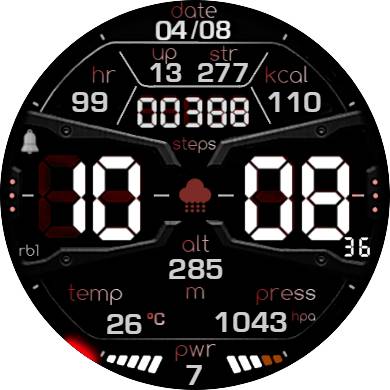 date
04/08
up str
hr 13 277 kcal
99 00388 110
steps
10 08
rb1 36
alt
285
temp m press
26 °C 1043 hpa
pwr
7